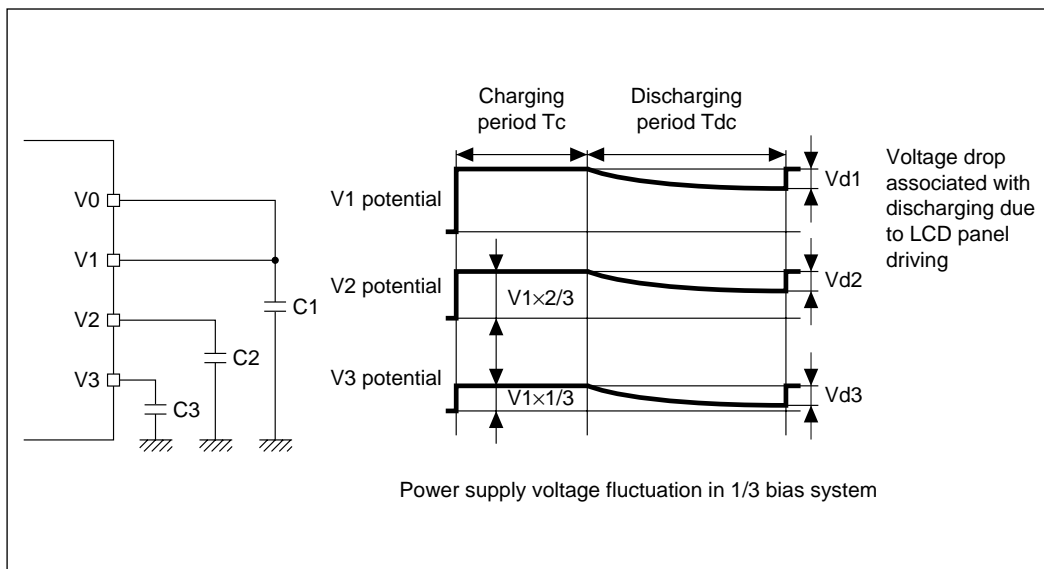 V0
V1
V2
V3
C1
C2
C3
Charging
period Tc
Discharging
period Tdc
V1 potential
Vd1
Voltage drop
associated with
discharging due
to LCD panel
driving
V2 potential
V1×2/3
Vd2
V3 potential
V1×1/3
Vd3
Power supply voltage fluctuation in 1/3 bias system